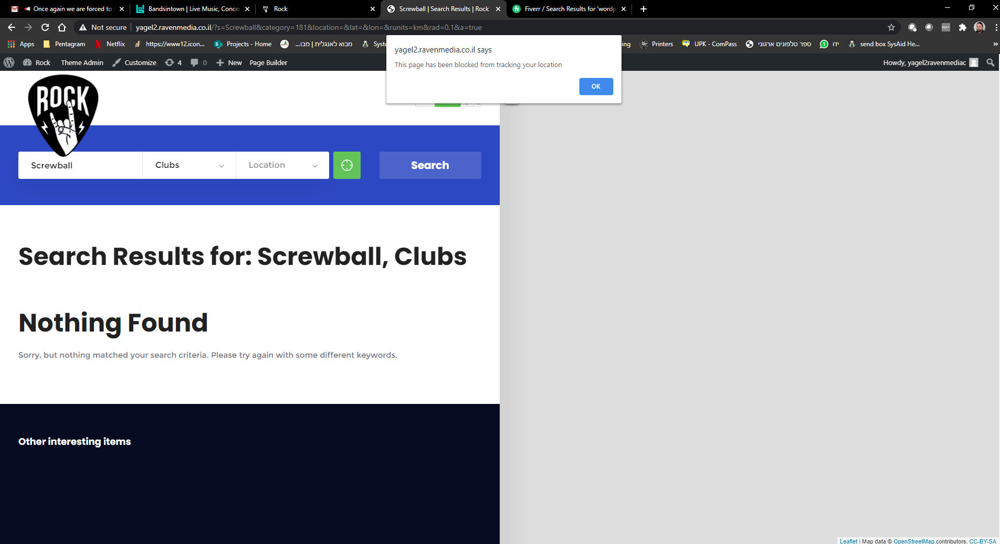 Once again we are forced to
Bandsintown | Live Music, Concer
Rock
Screwball | Search Results | Rock
Fiverr / Search Results for 'wordp
Not secure
yagel2.ravenmedia.co.il/?s=Screwball&category=181&location=&lat=&lon=&runits=km&rad=0.1&a=true
Apps
Pentagram
Netflix
https://www12.icon...
Projects - Home
מבוא לאנגלית | מבו...
Syste
ing
Printers
UPK - ComPass
ספר טלפונים ארגוני
ידו
send box SysAid He...
»
Rock
Theme Admin
Customize
4
0
New
Page Builder
Howdy, yagel2ravenmediac
yagel2.ravenmedia.co.il says
This page has been blocked from tracking your location
OK
ROCK
Screwball
Clubs
Location
Search
Search Results for: Screwball, Clubs
Nothing Found
Sorry, but nothing matched your search criteria. Please try again with some different keywords.
Other interesting items
Leaflet | Map data © OpenStreetMap contributors, CC-BY-SA